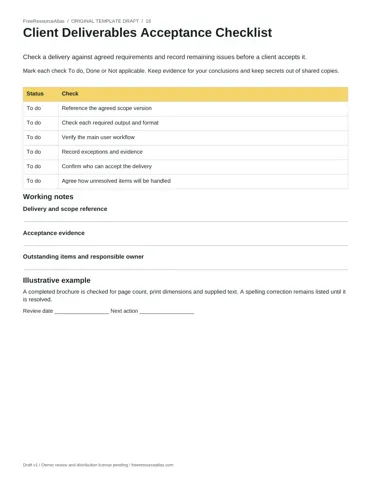 FreeResourceAtlas / ORIGINAL TEMPLATE DRAFT / 16
Client Deliverables Acceptance Checklist
Check a delivery against agreed requirements and record remaining issues before a client accepts it.
Mark each check To do, Done or Not applicable. Keep evidence for your conclusions and keep secrets out of shared copies.
Status Check
To do Reference the agreed scope version
To do Check each required output and format
To do Verify the main user workflow
To do Record exceptions and evidence
To do Confirm who can accept the delivery
To do Agree how unresolved items will be handled
Working notes
Delivery and scope reference
Acceptance evidence
Outstanding items and responsible owner
Illustrative example
A completed brochure is checked for page count, print dimensions and supplied text. A spelling correction remains listed until it
is resolved.
Review date ___________________ Next action ___________________
Draft v1 / Owner review and distribution license pending / freeresourceatlas.com